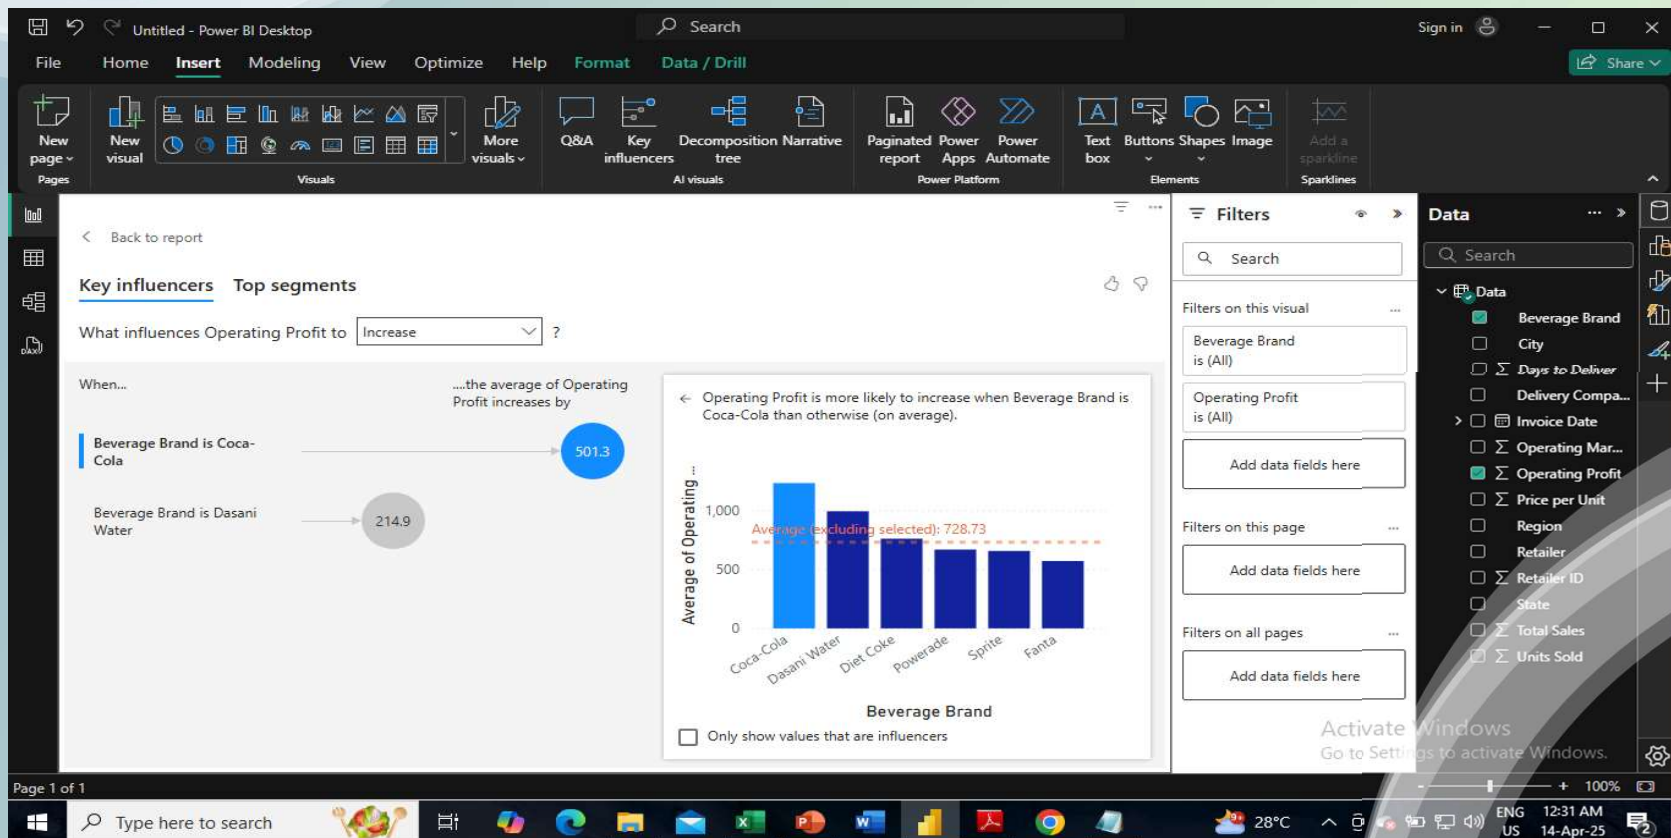 Untitled - Power BI Desktop
Search
Sign in
File Home Insert Modeling View Optimize Help Format Data / Drill
Share
New page
New visual
More visuals
Q&A
Key influencers
Decomposition tree
Narrative
Paginated report
Power Apps
Power Automate
Text box
Buttons
Shapes
Image
Add a sparkline
Pages
Visuals
AI visuals
Power Platform
Elements
Sparklines
Back to report
Key influencers Top segments
What influences Operating Profit to Increase ?
When...
....the average of Operating
Profit increases by
Beverage Brand is Coca-
Cola
501.3
Beverage Brand is Dasani
Water
214.9
Operating Profit is more likely to increase when Beverage Brand is
Coca-Cola than otherwise (on average).
Average of Operating ...
1,000
500
0
Average (excluding selected): 728.73
Coca-Cola
Dasani Water
Diet Coke
Powerade
Sprite
Fanta
Beverage Brand
Only show values that are influencers
Filters
Search
Filters on this visual
...
Beverage Brand
is (All)
Operating Profit
is (All)
Add data fields here
Filters on this page
...
Add data fields here
Filters on all pages
...
Add data fields here
Data
Search
Data
Beverage Brand
City
Days to Deliver
Delivery Compa...
Invoice Date
Operating Mar...
Operating Profit
Price per Unit
Region
Retailer
Retailer ID
State
Total Sales
Units Sold
DAX
Activate Windows
Go to Settings to activate Windows.
Page 1 of 1
100%
Type here to search
28°C
ENG
US
12:31 AM
14-Apr-25
2